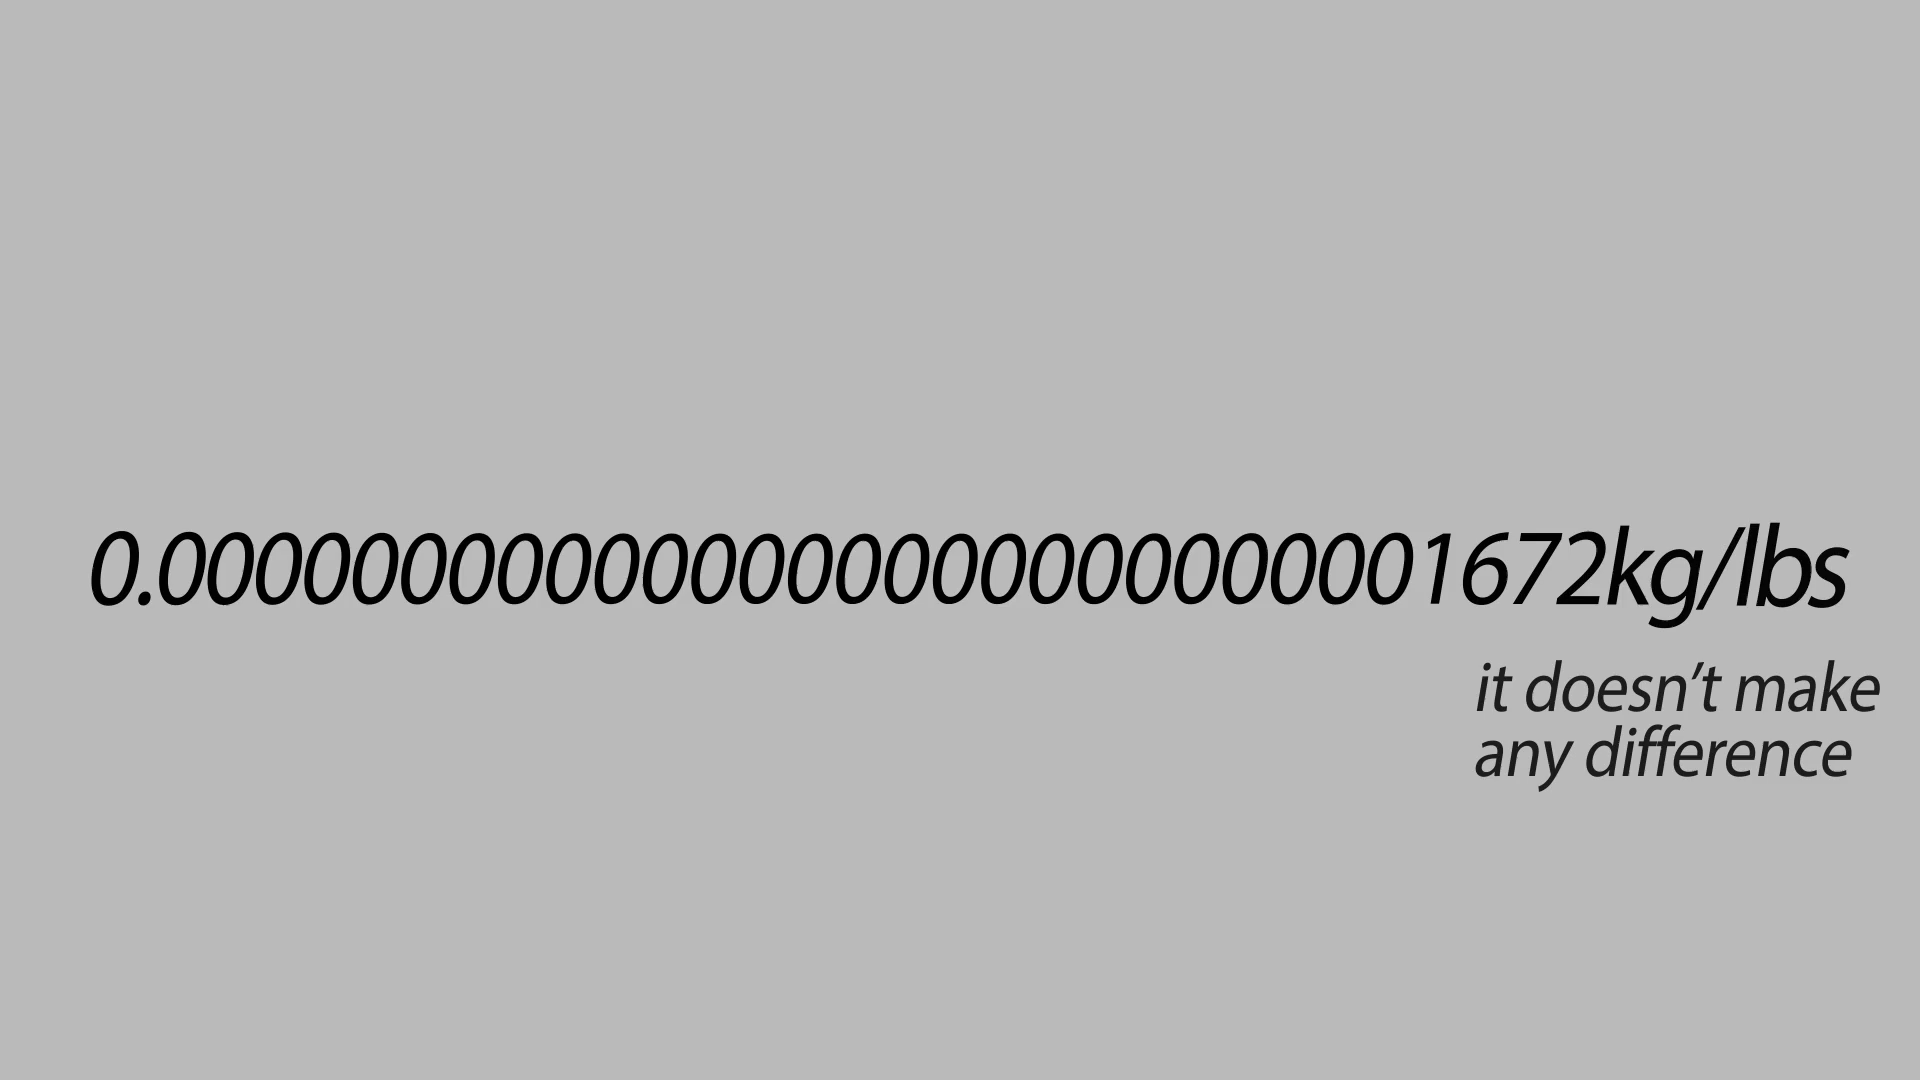 0.000000000000000000000000001672kg/lbs
it doesn’t make
any difference